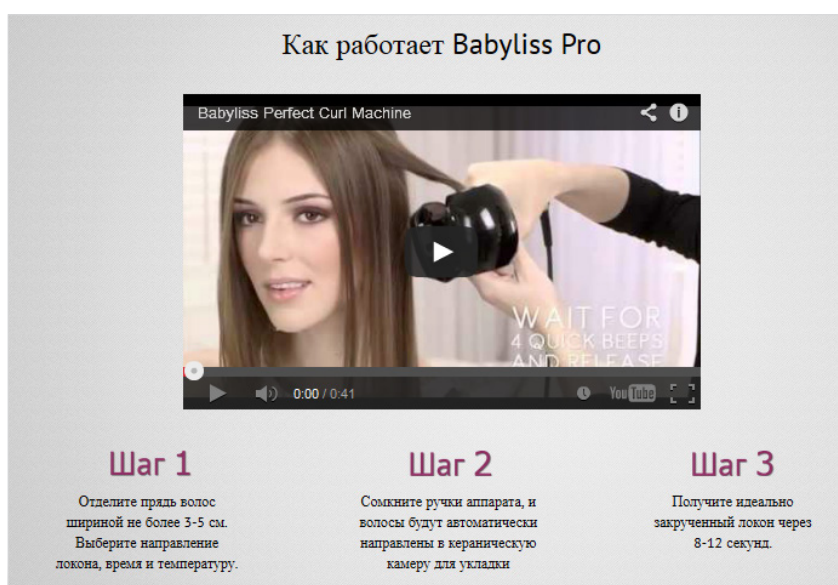 Как работает Babyliss Pro
Babyliss Perfect Curl Machine
WAIT FOR
4 QUICK BEEPS
AND RELEASE
0:00 / 0:41
YouTube
Шаг 1
Отделите прядь волос
шириной не более 3-5 см.
Выберите направление
локона, время и температуру.
Шаг 2
Сомкните ручки аппарата, и
волосы будут автоматически
направлены в кераническую
камеру для укладки
Шаг 3
Получите идеально
закрученный локон через
8-12 секунд.